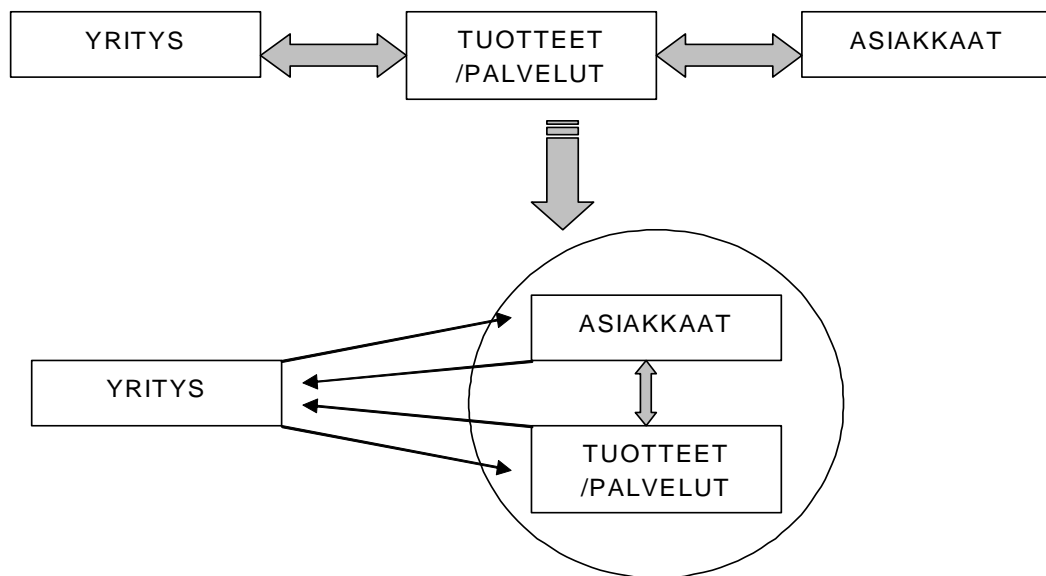 YRITYS
TUOTTEET
/PALVELUT
ASIAKKAAT
ASIAKKAAT
YRITYS
TUOTTEET
/PALVELUT